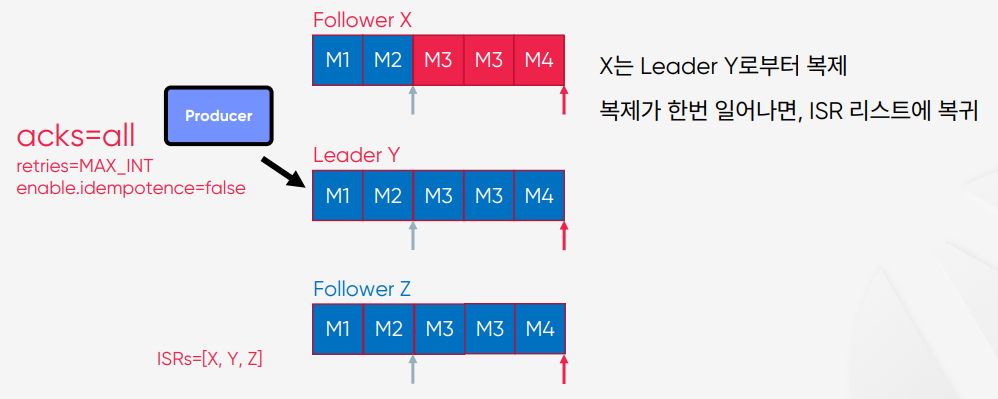 Follower X
M1 M2 M3 M3 M4
X는 Leader Y로부터 복제
복제가 한번 일어나면, ISR 리스트에 복귀
Producer
acks=all
retries=MAX_INT
enable.idempotence=false
Leader Y
M1 M2 M3 M3 M4
Follower Z
M1 M2 M3 M3 M4
ISRs=[X, Y, Z]